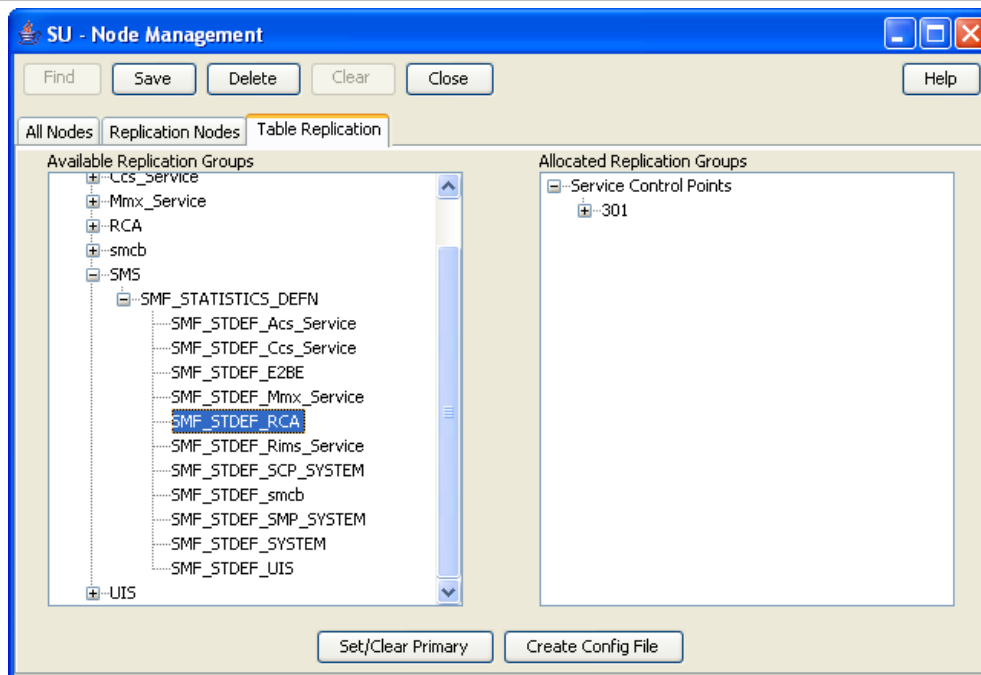 SU - Node Management
Find Save Delete Clear Close Help
All Nodes Replication Nodes Table Replication
Available Replication Groups
Ccs_Service
Mmx_Service
RCA
smcb
SMS
SMF_STATISTICS_DEFN
SMF_STDEF_Acs_Service
SMF_STDEF_Ccs_Service
SMF_STDEF_E2BE
SMF_STDEF_Mmx_Service
SMF_STDEF_RCA
SMF_STDEF_Rims_Service
SMF_STDEF_SCP_SYSTEM
SMF_STDEF_smcb
SMF_STDEF_SMP_SYSTEM
SMF_STDEF_SYSTEM
SMF_STDEF_UIS
UIS
Allocated Replication Groups
Service Control Points
301
Set/Clear Primary Create Config File